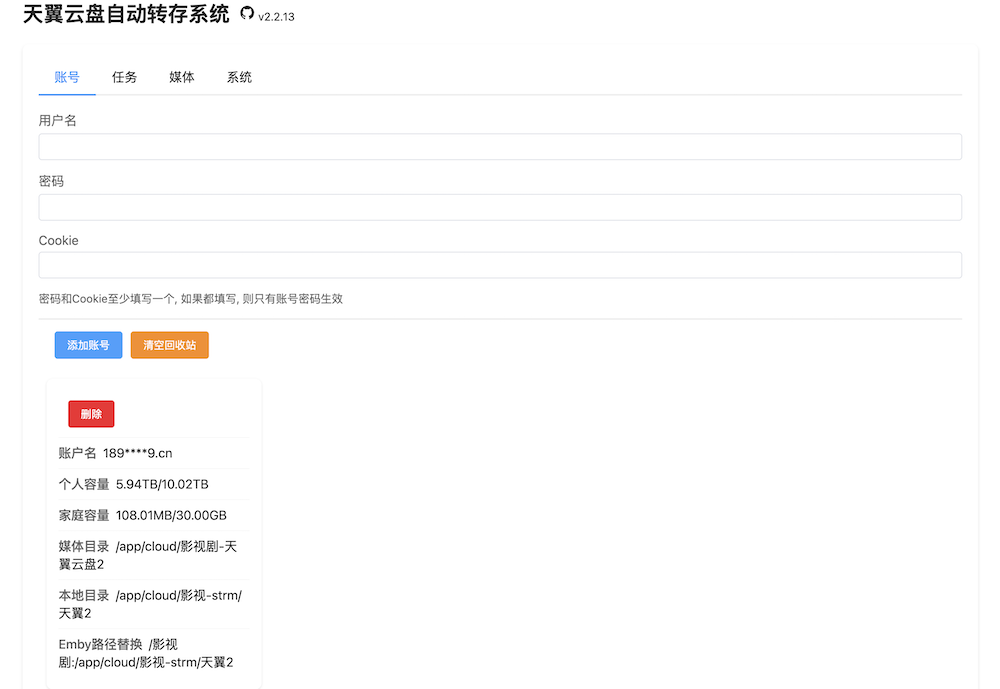 天翼云盘自动转存系统 v2.2.13
账号 任务 媒体 系统
用户名
密码
Cookie
密码和Cookie至少填写一个, 如果都填写, 则只有账号密码生效
添加账号 清空回收站
删除
账户名 189****9.cn
个人容量 5.94TB/10.02TB
家庭容量 108.01MB/30.00GB
媒体目录 /app/cloud/影视剧-天
翼云盘2
本地目录 /app/cloud/影视-strm/
天翼2
Emby路径替换 /影视
剧:/app/cloud/影视-strm/天翼2